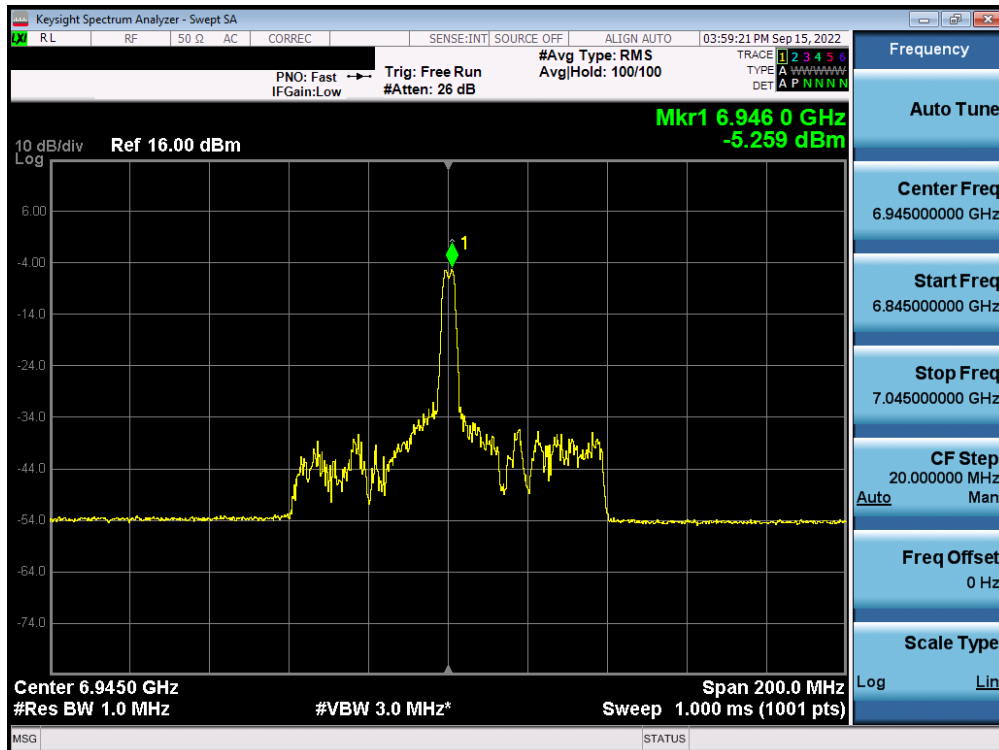 Keysight Spectrum Analyzer - Swept SA
LXI RL RF 50 Ω AC CORREC SENSE:INT SOURCE OFF ALIGN AUTO 03:59:21 PM Sep 15, 2022
PNO: Fast
IFGain:Low
Trig: Free Run
#Atten: 26 dB
#Avg Type: RMS
Avg|Hold: 100/100
TRACE 1 2 3 4 5 6
TYPE A WWWWW
DET A P N N N N
Mkr1 6.946 0 GHz
-5.259 dBm
10 dB/div Ref 16.00 dBm
Log
1
6.00
-4.00
-14.0
-24.0
-34.0
-44.0
-54.0
-64.0
-74.0
Center 6.9450 GHz Span 200.0 MHz
#Res BW 1.0 MHz #VBW 3.0 MHz* Sweep 1.000 ms (1001 pts)
MSG STATUS
Frequency
Auto Tune
Center Freq
6.945000000 GHz
Start Freq
6.845000000 GHz
Stop Freq
7.045000000 GHz
CF Step
20.000000 MHz
Auto Man
Freq Offset
0 Hz
Scale Type
Log Lin